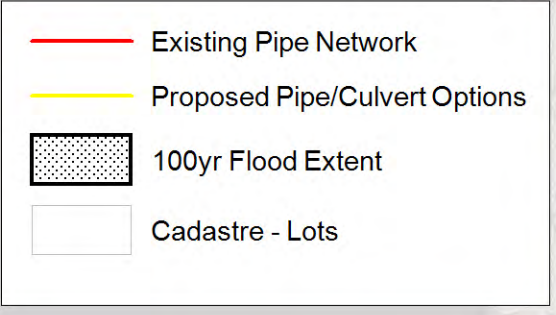 Existing Pipe Network
Proposed Pipe/Culvert Options
100yr Flood Extent
Cadastre - Lots